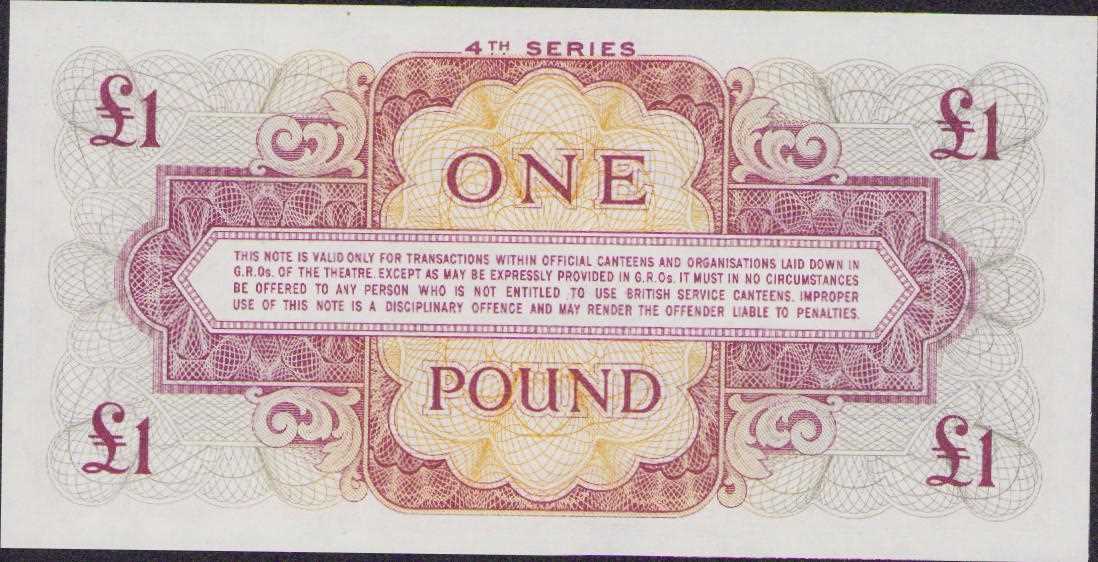 4TH SERIES
£1 £1
ONE
THIS NOTE IS VALID ONLY FOR TRANSACTIONS WITHIN OFFICIAL CANTEENS AND ORGANISATIONS LAID DOWN IN
G.R.Os. OF THE THEATRE. EXCEPT AS MAY BE EXPRESSLY PROVIDED IN G.R.Os. IT MUST IN NO CIRCUMSTANCES
BE OFFERED TO ANY PERSON WHO IS NOT ENTITLED TO USE BRITISH SERVICE CANTEENS. IMPROPER
USE OF THIS NOTE IS A DISCIPLINARY OFFENCE AND MAY RENDER THE OFFENDER LIABLE TO PENALTIES.
POUND
£1 £1